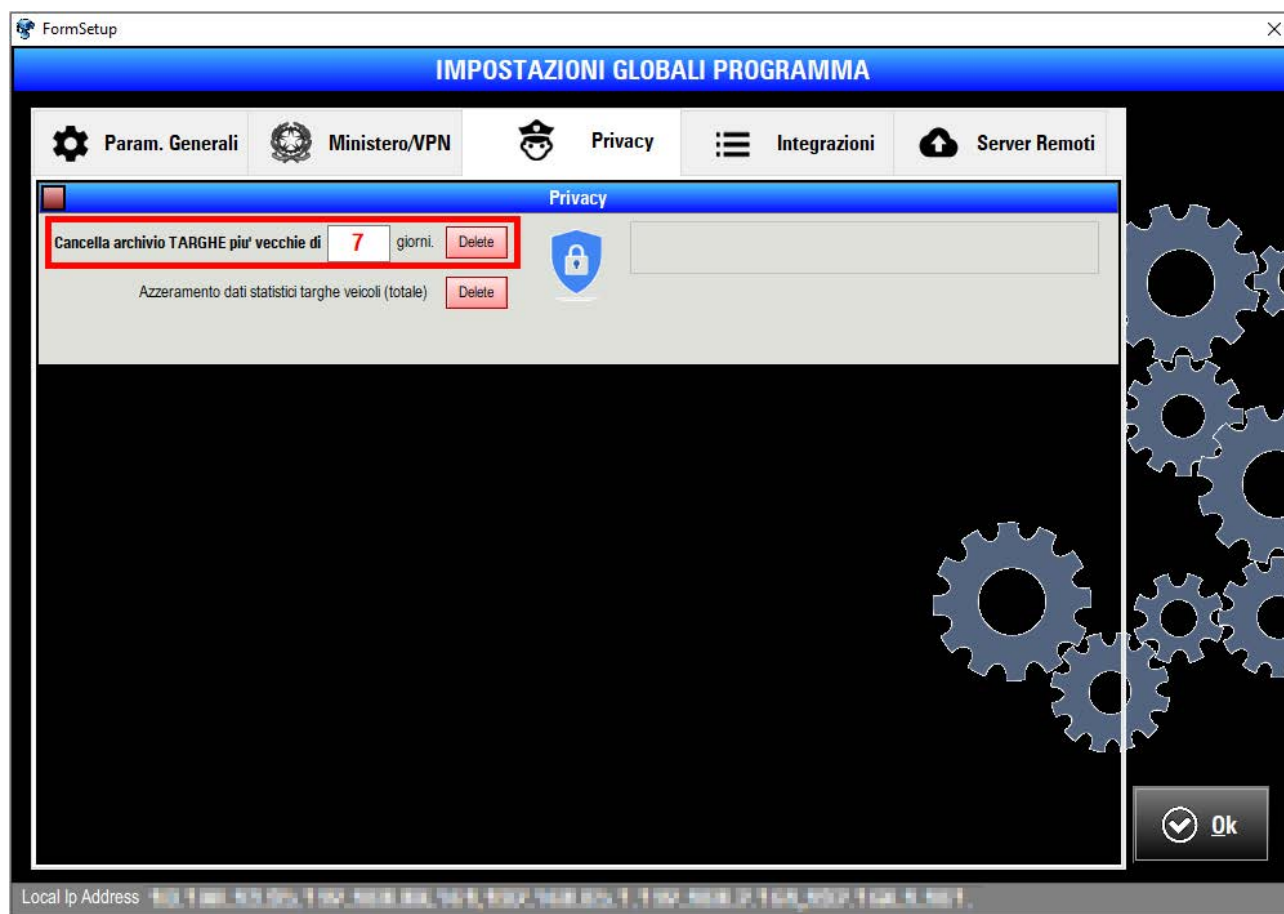 FormSetup
IMPOSTAZIONI GLOBALI PROGRAMMA
Param. Generali
Ministero/VPN
Privacy
Integrazioni
Server Remoti
Privacy
Cancella archivio TARGHE piu' vecchie di 7 giorni. Delete
Azzeramento dati statistici targhe veicoli (totale) Delete
Ok
Local Ip Address